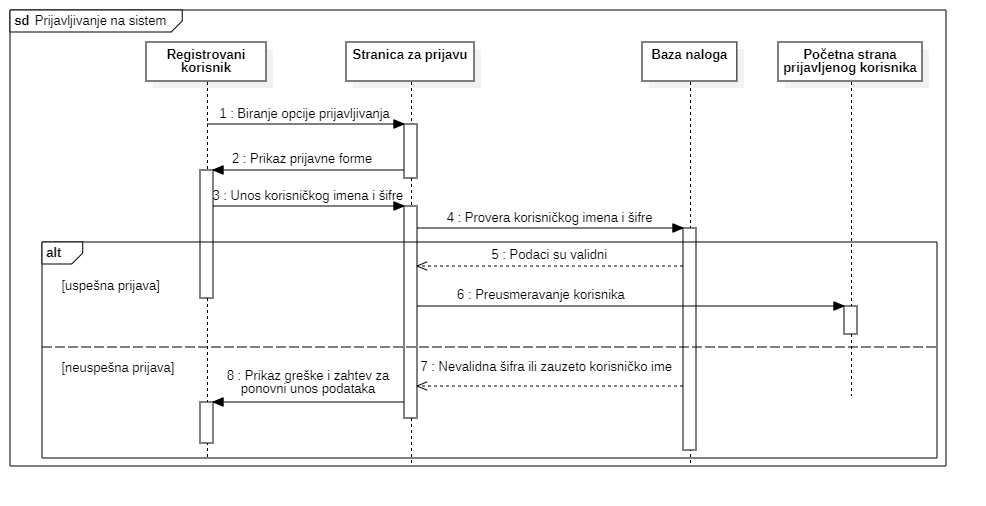 sd Prijavljivanje na sistem
Registrovani
korisnik
Stranica za prijavu
Baza naloga
Početna strana
prijavljenog korisnika
1 : Biranje opcije prijavljivanja
2 : Prikaz prijavne forme
3 : Unos korisničkog imena i šifre
4 : Provera korisničkog imena i šifre
alt
5 : Podaci su validni
[uspešna prijava]
6 : Preusmeravanje korisnika
[neuspešna prijava]
7 : Nevalidna šifra ili zauzeto korisničko ime
8 : Prikaz greške i zahtev za
ponovni unos podataka